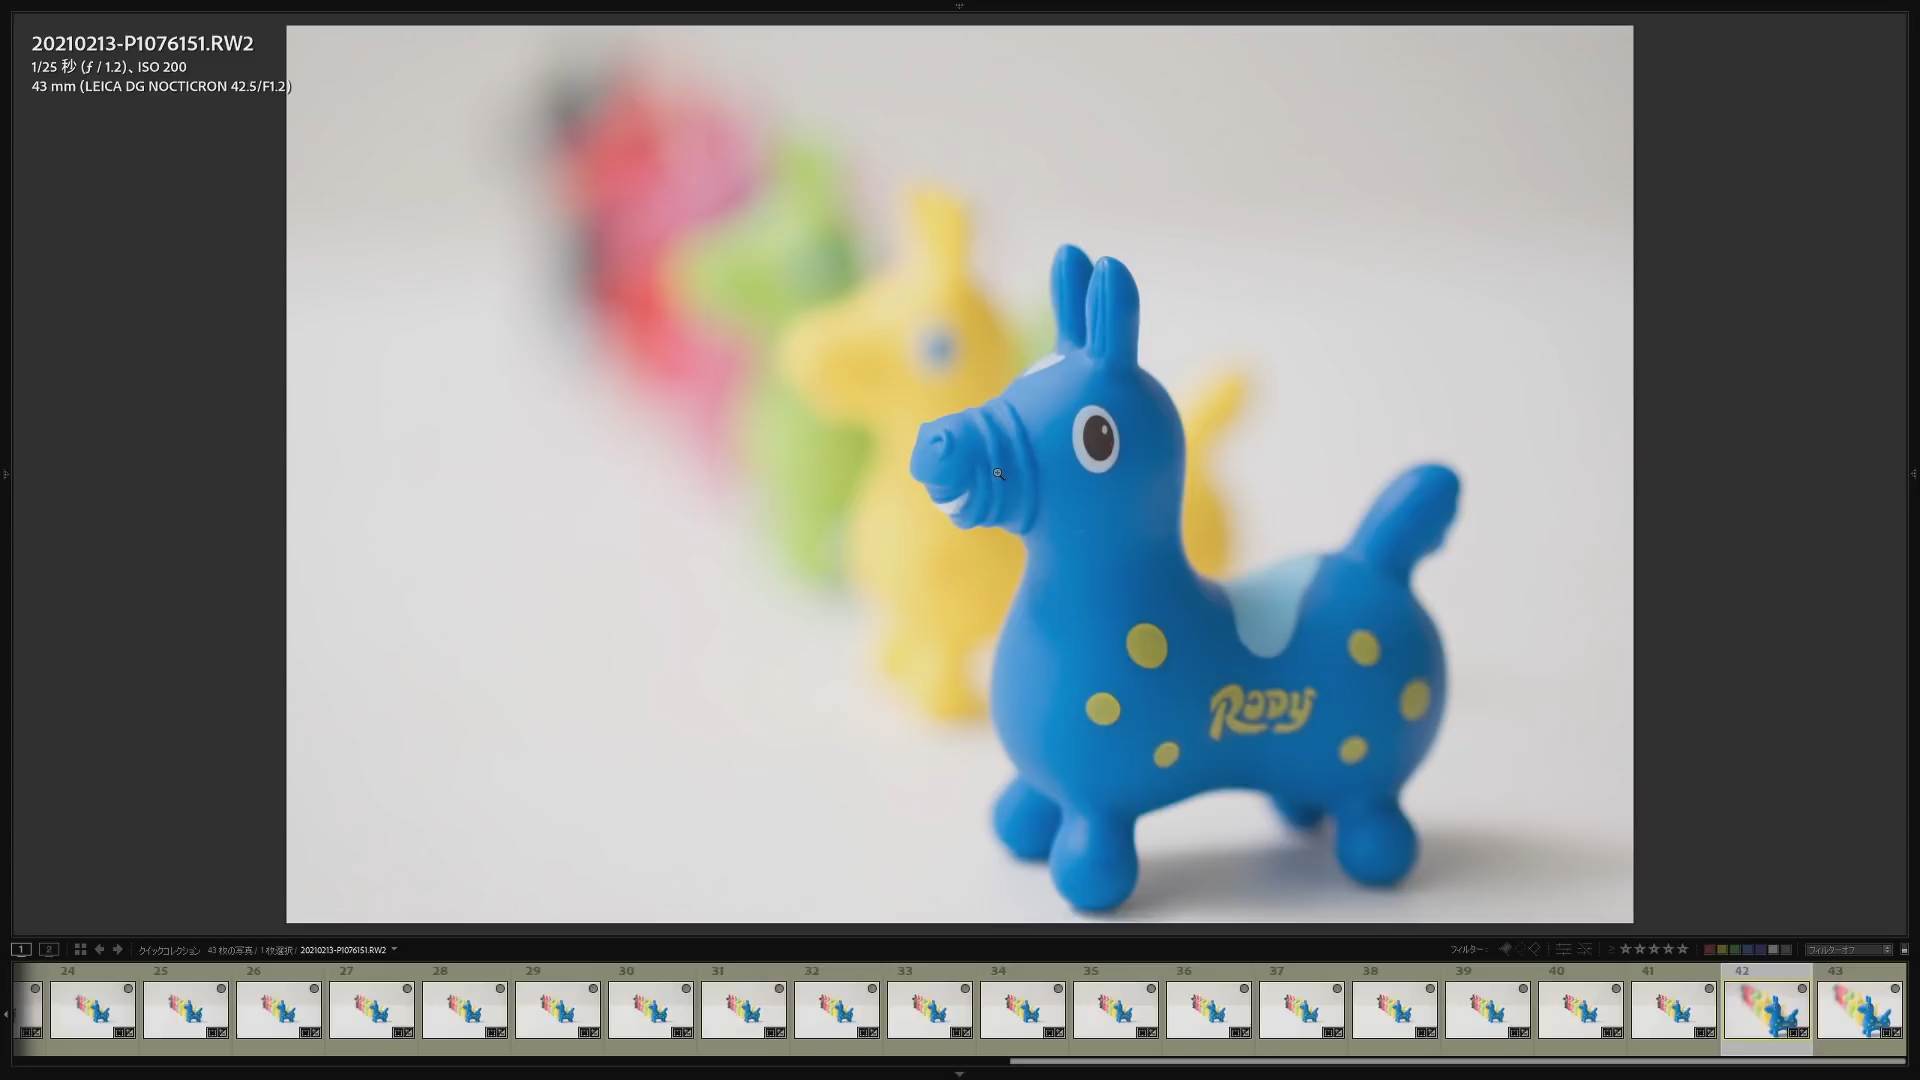 20210213-P1076151.RW2
1/25 秒 (ƒ / 1.2)、ISO 200
43 mm (LEICA DG NOCTICRON 42.5/F1.2)
Rody
1 2 クイックコレクション 43 枚の写真 / 1 枚選択 / 20210213-P1076151.RW2 フィルター: フィルターオフ
24 25 26 27 28 29 30 31 32 33 34 35 36 37 38 39 40 41 42 43